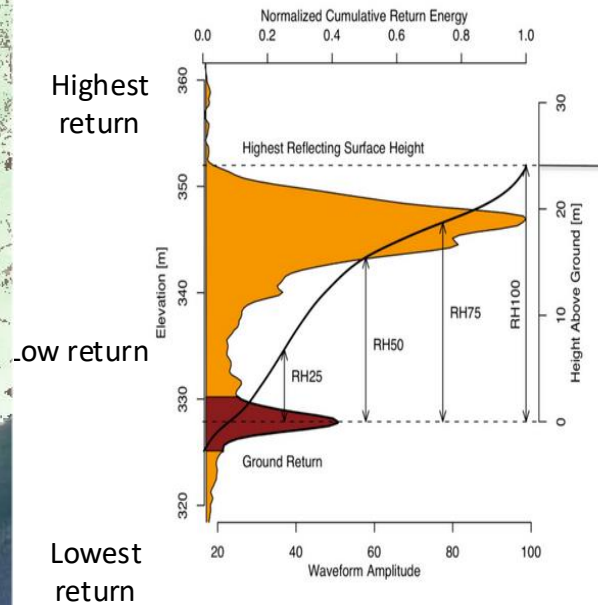 Normalized Cumulative Return Energy
0.0 0.2 0.4 0.6 0.8 1.0
Highest
return
Highest Reflecting Surface Height
360
350
340
330
320
Elevation [m]
30
20
10
0
Height Above Ground [m]
RH100
RH75
RH50
RH25
Low return
Ground Return
20 40 60 80 100
Waveform Amplitude
Lowest
return